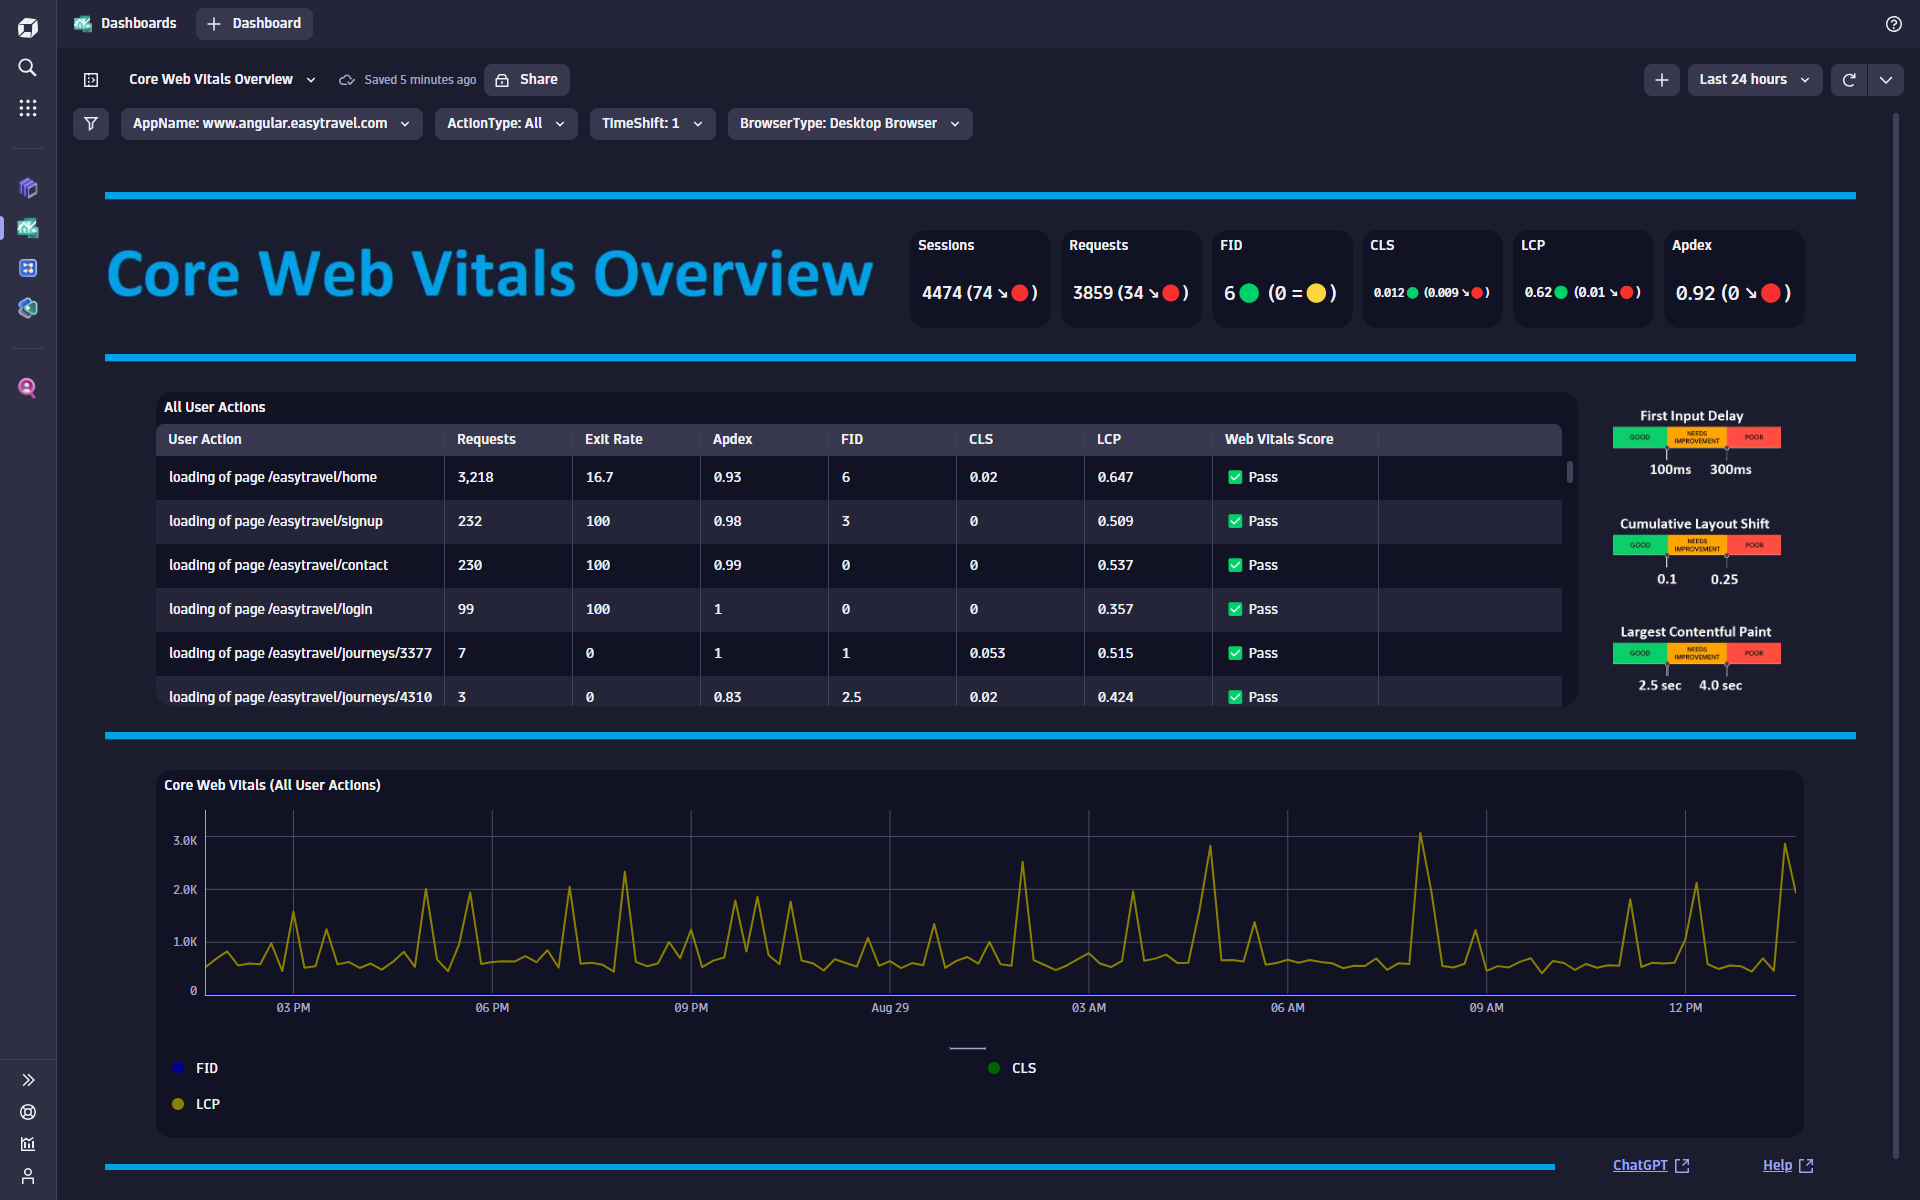 Dashboards
Dashboard
Core Web Vitals Overview
Saved 5 minutes ago
Share
Last 24 hours
AppName: www.angular.easytravel.com
ActionType: All
TimeShift: 1
BrowserType: Desktop Browser
Core Web Vitals Overview
Sessions
4474 (74 ↘ 🔴 )
Requests
3859 (34 ↘ 🔴 )
FID
6 🟢 (0 = 🟡 )
CLS
0.012 🟢 (0.009 ↘ 🔴 )
LCP
0.62 🟢 (0.01 ↘ 🔴 )
Apdex
0.92 (0 ↘ 🔴 )
All User Actions
User Action Requests Exit Rate Apdex FID CLS LCP Web Vitals Score
loading of page /easytravel/home 3,218 16.7 0.93 6 0.02 0.647 ✅ Pass
loading of page /easytravel/signup 232 100 0.98 3 0 0.509 ✅ Pass
loading of page /easytravel/contact 230 100 0.99 0 0 0.537 ✅ Pass
loading of page /easytravel/login 99 100 1 0 0 0.357 ✅ Pass
loading of page /easytravel/journeys/3377 7 0 1 1 0.053 0.515 ✅ Pass
loading of page /easytravel/journeys/4310 3 0 0.83 2.5 0.02 0.424 ✅ Pass
First Input Delay
GOOD NEEDS IMPROVEMENT POOR
100ms 300ms
Cumulative Layout Shift
GOOD NEEDS IMPROVEMENT POOR
0.1 0.25
Largest Contentful Paint
GOOD NEEDS IMPROVEMENT POOR
2.5 sec 4.0 sec
Core Web Vitals (All User Actions)
3.0K
2.0K
1.0K
0
03 PM 06 PM 09 PM Aug 29 03 AM 06 AM 09 AM 12 PM
FID
CLS
LCP
ChatGPT
Help